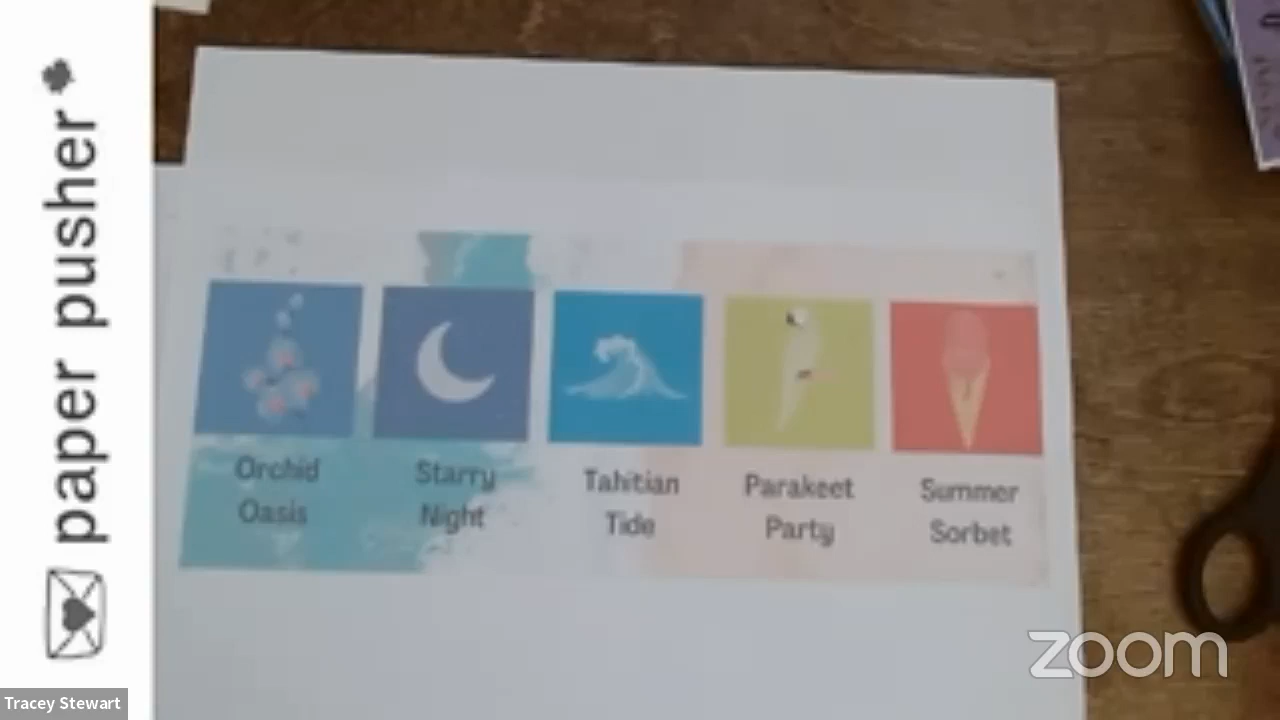 paper pusher
Orchid
Oasis
Starry
Night
Tahitian
Tide
Parakeet
Party
Summer
Sorbet
zoom
Tracey Stewart